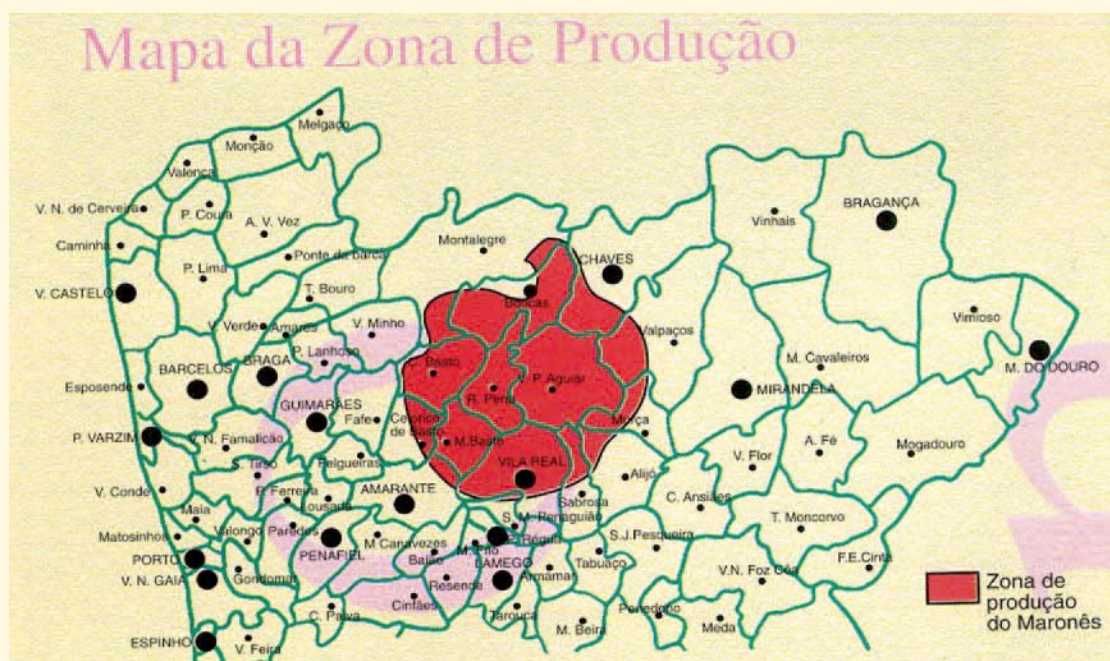 Mapa da Zona de Produção
Melgaço
Monção
Valença
V. N. de Cerveira
P. Coura
A. V. Vez
Caminha
Ponte da barca
Montalegre
Vinhais
BRAGANÇA
P. Lima
CHAVES
V. CASTELO
T. Bouro
Boticas
V. Verde
Amares
V. Minho
Valpaços
Vimioso
P. Lanhoso
M. Cavaleiros
BARCELOS
BRAGA
C. Basto
V. P. Aguiar
M. DO DOURO
Esposende
R. Pena
MIRANDELA
GUIMARÃES
Fafe
Celorico
de Basto
Murça
P. VARZIM
V. N. Famalicão
M.Basto
A. Fé
Mogadouro
Felgueiras
VILA REAL
V. Flor
S. Tirso
Alijó
V. Conde
P. Ferreira
Lousada
AMARANTE
Sabrosa
C. Ansiães
Maia
S. M. Penaguião
Matosinhos
Valongo
Paredes
M Canavezes
Régua
S.J.Pesqueira
T. Moncorvo
PORTO
PENAFIEL
Baião
LAMEGO
Tabuaço
F.E.Cinta
V. N. GAIA
Gondomar
Resende
Armamar
V.N. Foz Côa
Cinfães
C. Paiva
Tarouca
Penedono
ESPINHO
V. Feira
M. Beira
Meda
Zona de
produção
do Maronês